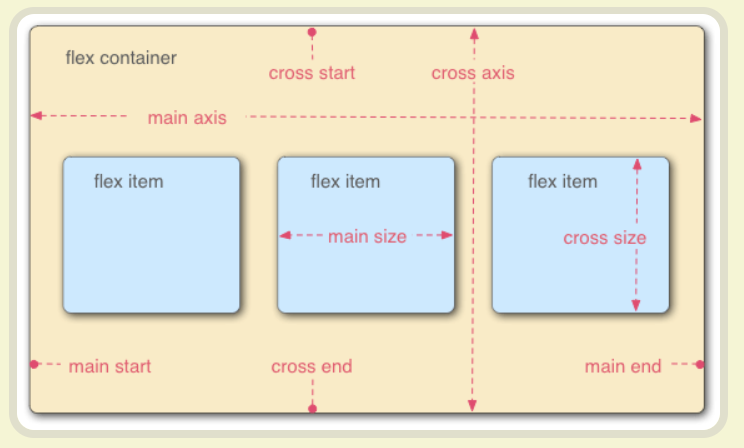 flex container
cross start
cross axis
main axis
flex item
flex item
flex item
main size
cross size
main start
cross end
main end